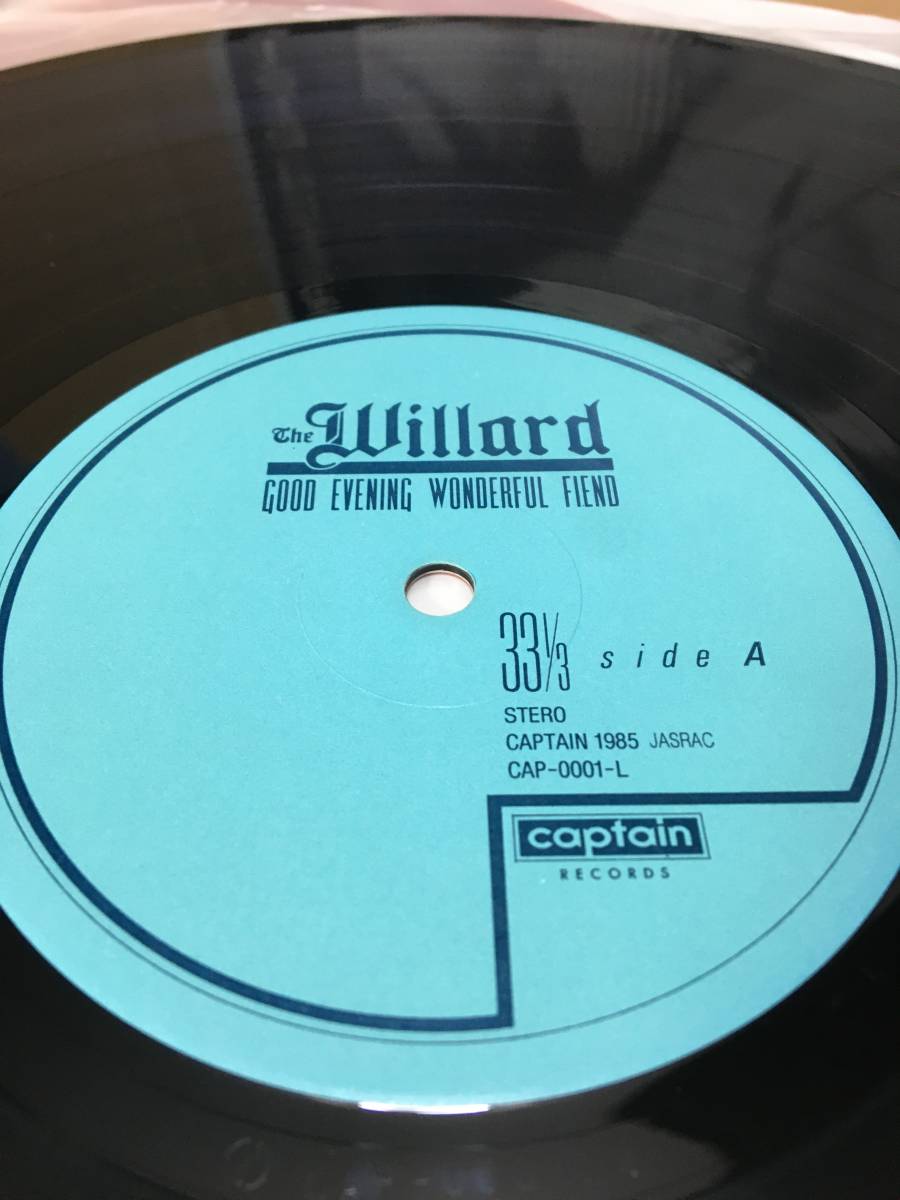 The Willard
GOOD EVENING WONDERFUL FIEND
33⅓ side A
STERO
CAPTAIN 1985 JASRAC
CAP-0001-L
captain
RECORDS